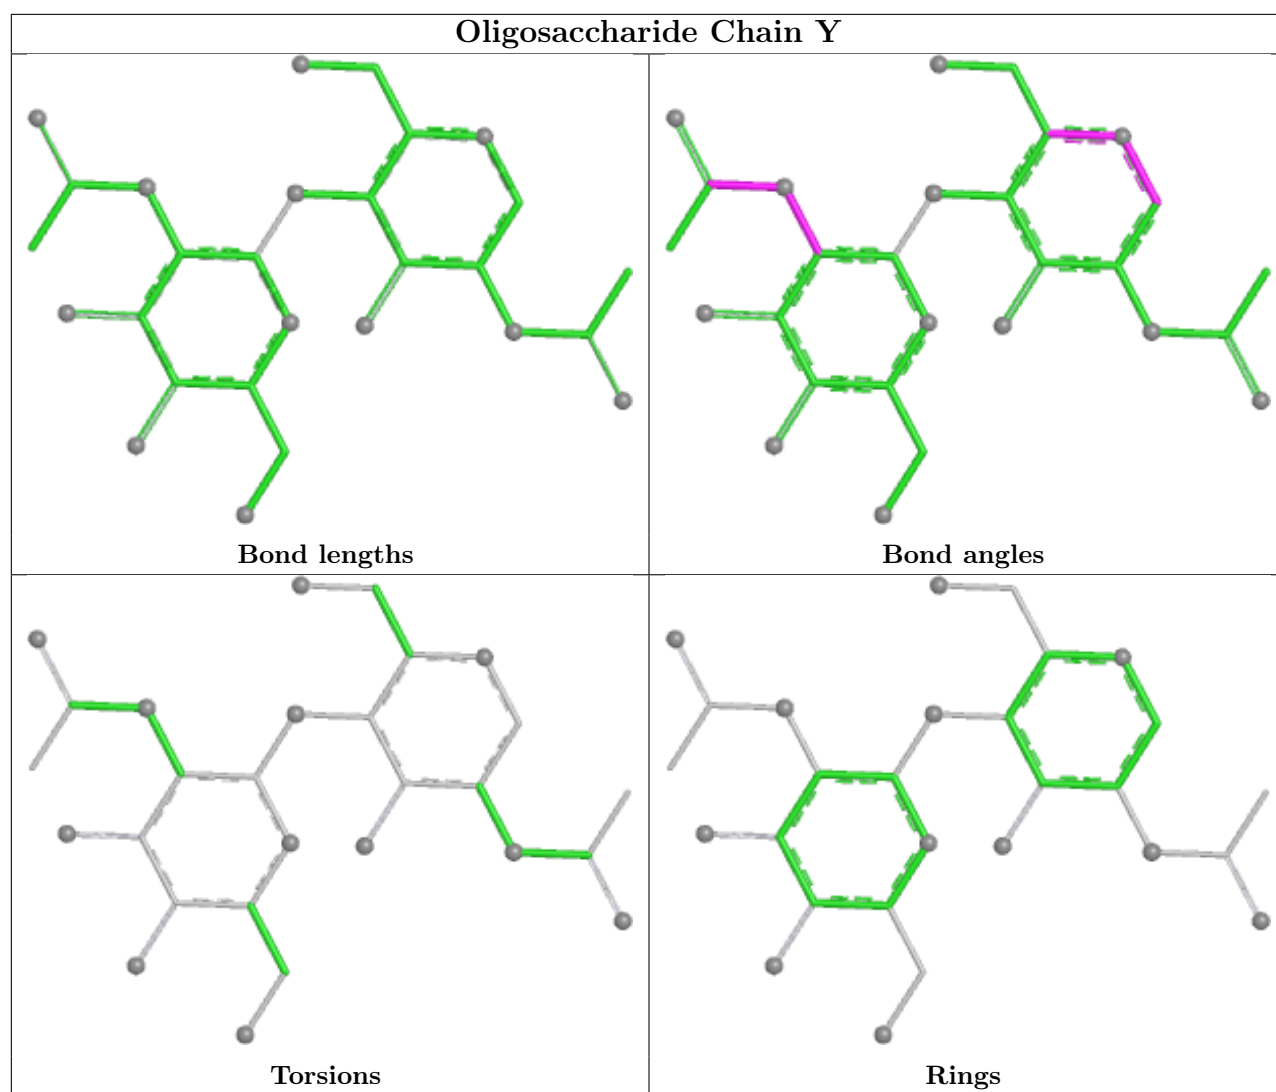 Oligosaccharide Chain Y
Bond lengths
Bond angles
Torsions
Rings